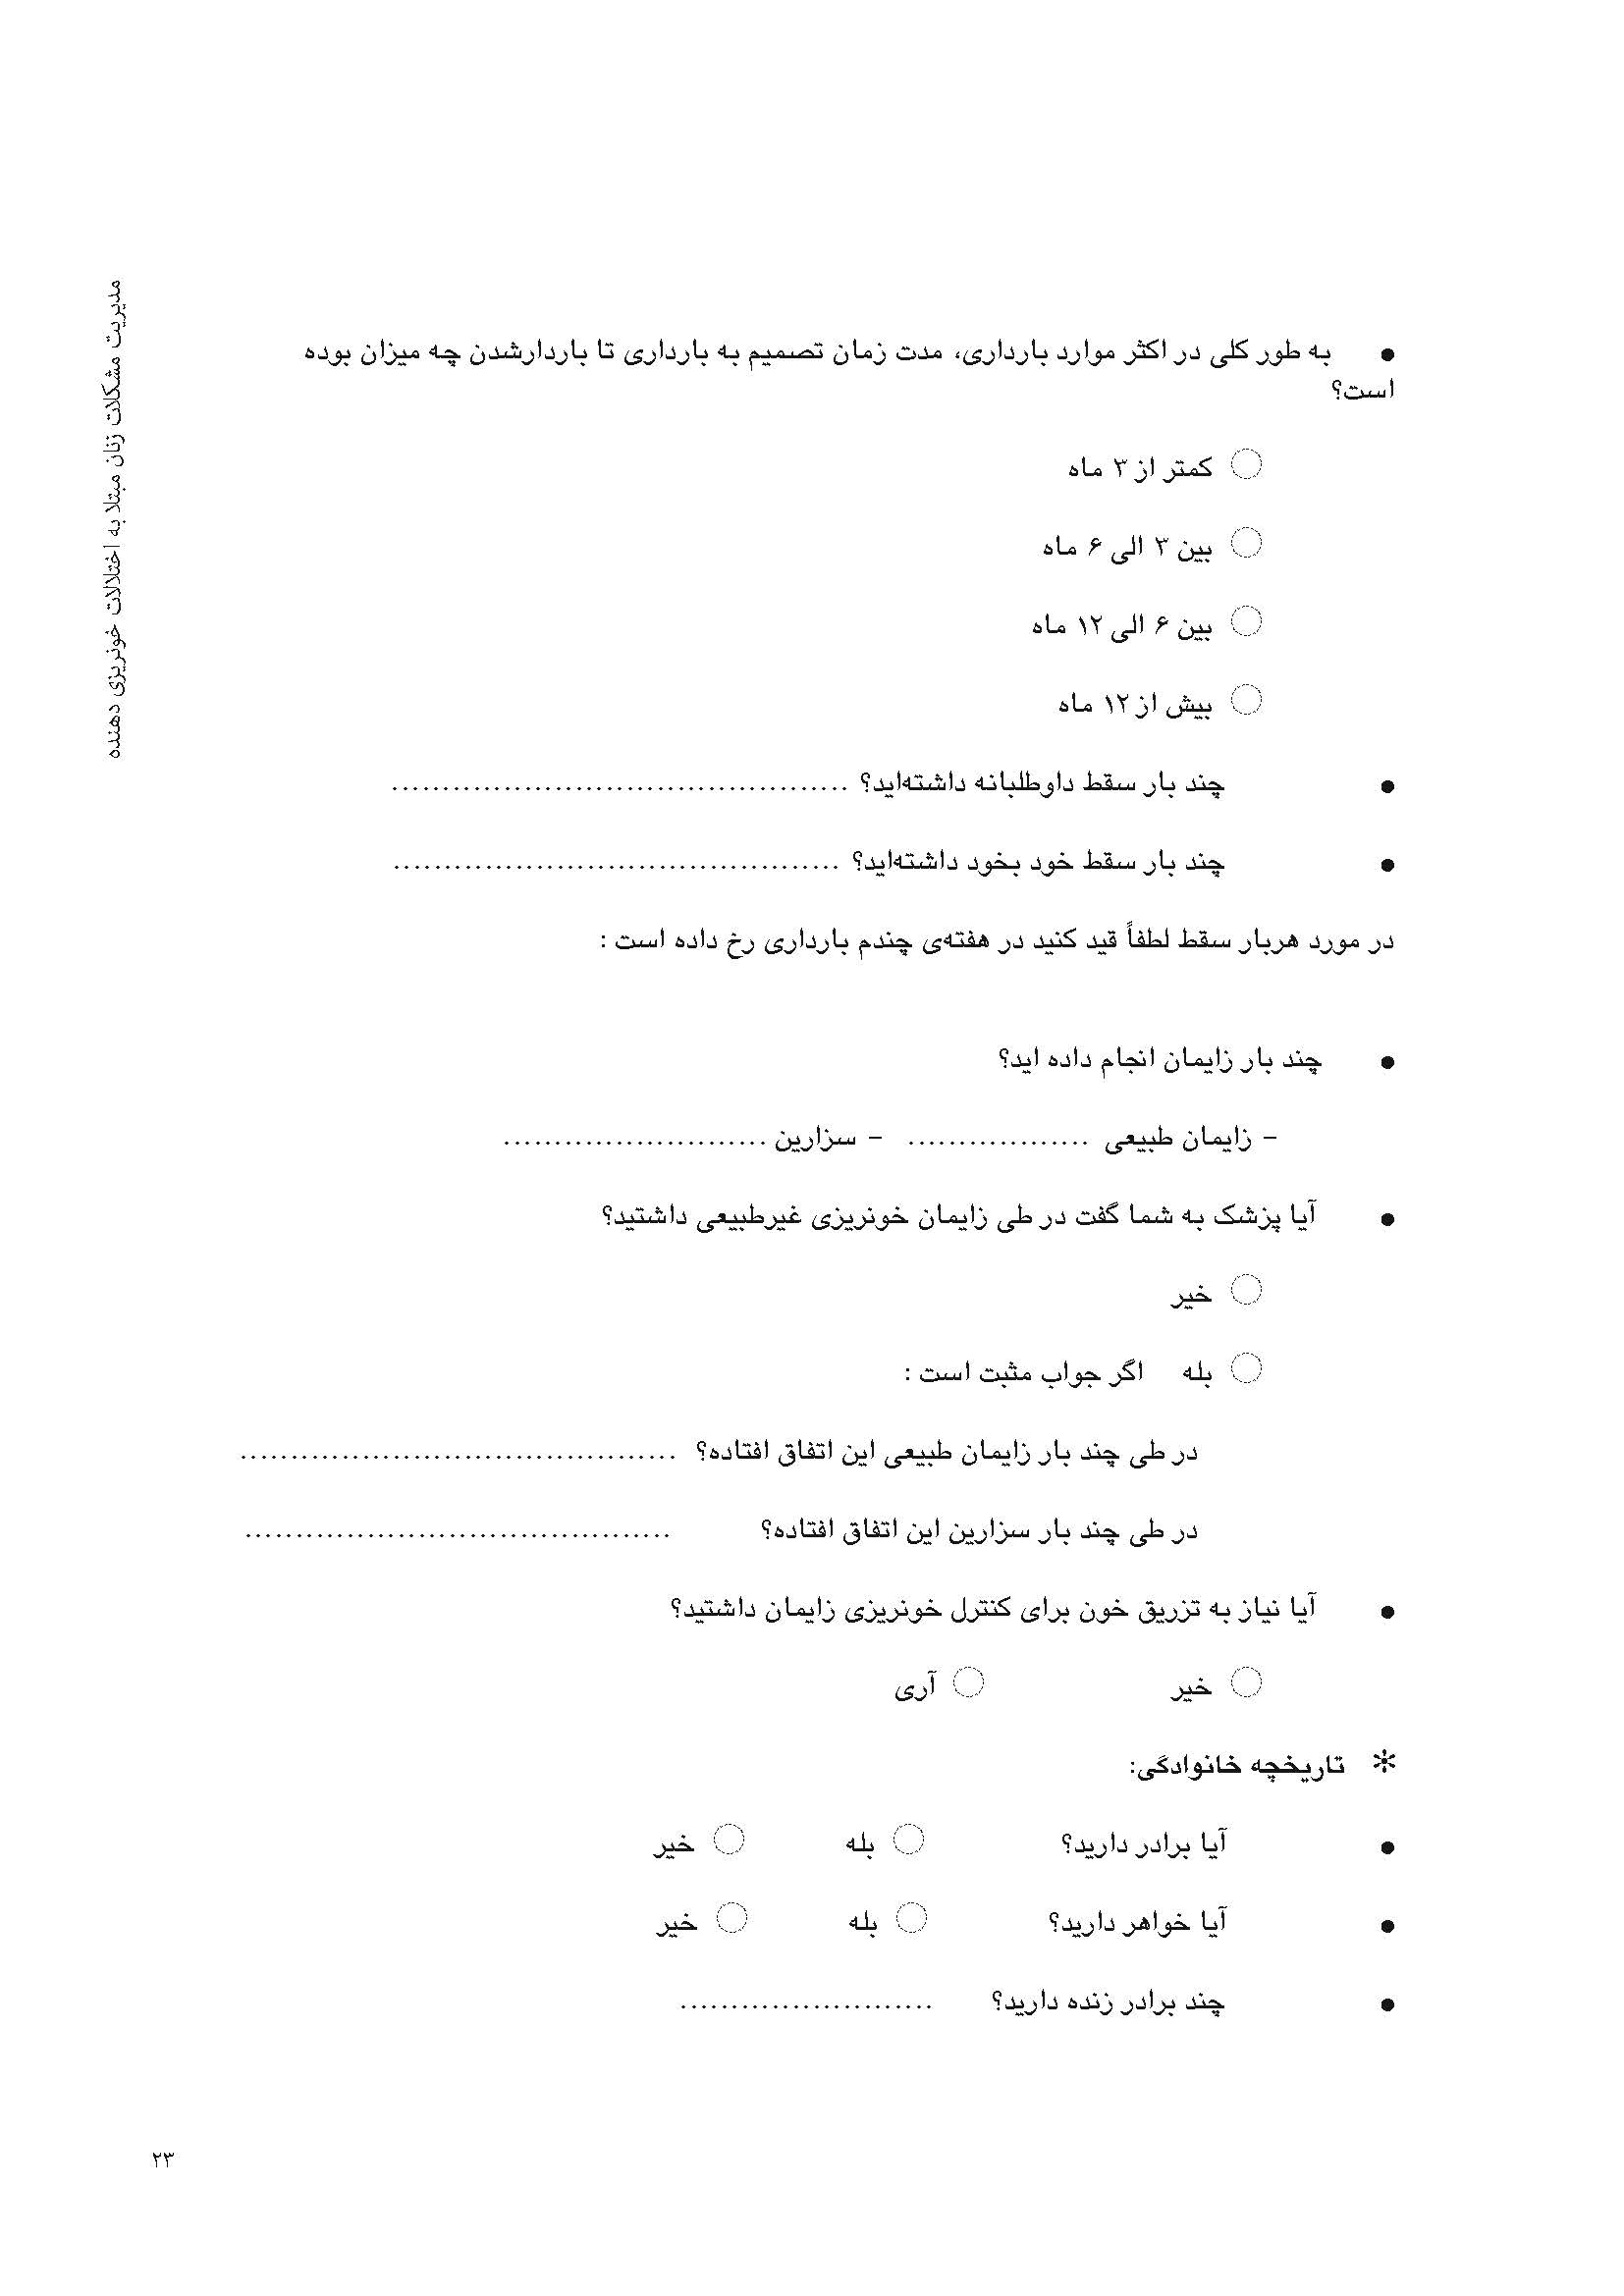 مدیریت مشکلات زنان مبتلا به اختلالات خونریزی دهنده
● به طور کلی در اکثر موارد بارداری، مدت زمان تصمیم به بارداری تا باردارشدن چه میزان بوده
است؟
کمتر از ۳ ماه
بین ۳ الی ۶ ماه
بین ۶ الی ۱۲ ماه
بیش از ۱۲ ماه
● چند بار سقط داوطلبانه داشته‌اید؟ .............................................
● چند بار سقط خود بخود داشته‌اید؟ ............................................
در مورد هربار سقط لطفاً قید کنید در هفته‌ی چندم بارداری رخ داده است :
● چند بار زایمان انجام داده اید؟
- زایمان طبیعی .................. - سزارین ..........................
● آیا پزشک به شما گفت در طی زایمان خونریزی غیرطبیعی داشتید؟
خیر
بله اگر جواب مثبت است :
در طی چند بار زایمان طبیعی این اتفاق افتاده؟ ...........................................
در طی چند بار سزارین این اتفاق افتاده؟ ..........................................
● آیا نیاز به تزریق خون برای کنترل خونریزی زایمان داشتید؟
خیر آری
* تاریخچه خانوادگی:
● آیا برادر دارید؟ بله خیر
● آیا خواهر دارید؟ بله خیر
● چند برادر زنده دارید؟ .........................
۲۳